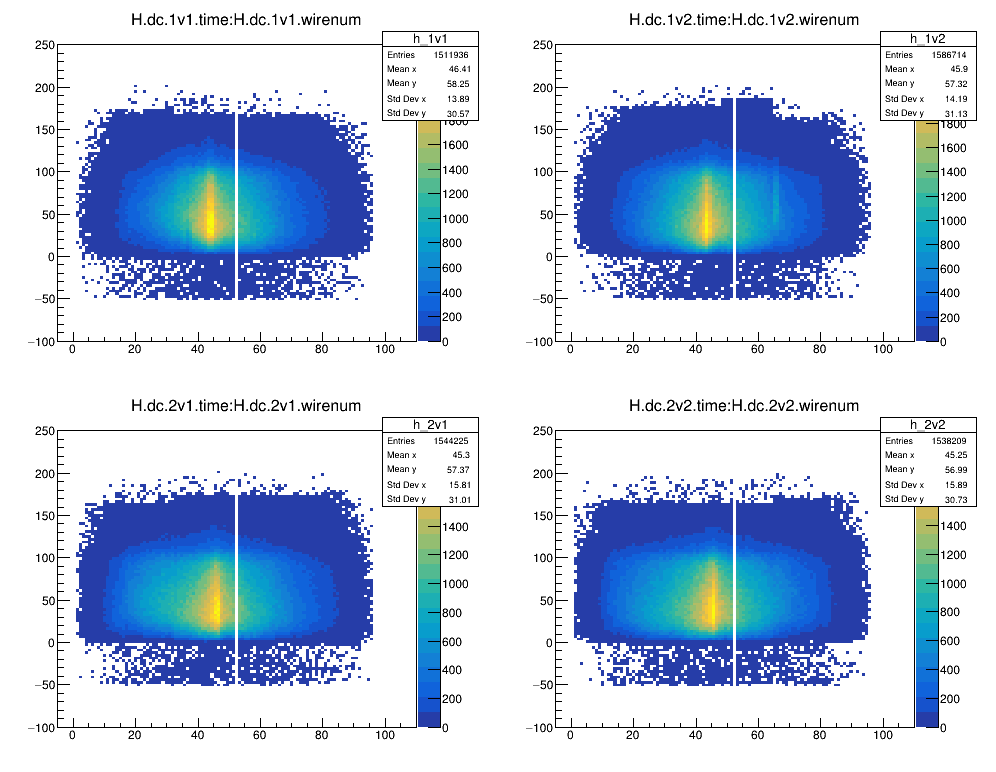 H.dc.1v1.time:H.dc.1v1.wirenum
h_1v1
Entries 1511936
Mean x 46.41
Mean y 58.25
Std Dev x 13.89
Std Dev y 30.57
250
200
150
100
50
0
−50
−100
0 20 40 60 80 100
1800
1600
1400
1200
1000
800
600
400
200
0
H.dc.1v2.time:H.dc.1v2.wirenum
h_1v2
Entries 1586714
Mean x 45.9
Mean y 57.32
Std Dev x 14.19
Std Dev y 31.13
250
200
150
100
50
0
−50
−100
0 20 40 60 80 100
1800
1600
1400
1200
1000
800
600
400
200
0
H.dc.2v1.time:H.dc.2v1.wirenum
h_2v1
Entries 1544225
Mean x 45.3
Mean y 57.37
Std Dev x 15.81
Std Dev y 31.01
250
200
150
100
50
0
−50
−100
0 20 40 60 80 100
1400
1200
1000
800
600
400
200
0
H.dc.2v2.time:H.dc.2v2.wirenum
h_2v2
Entries 1538209
Mean x 45.25
Mean y 56.99
Std Dev x 15.89
Std Dev y 30.73
250
200
150
100
50
0
−50
−100
0 20 40 60 80 100
1400
1200
1000
800
600
400
200
0